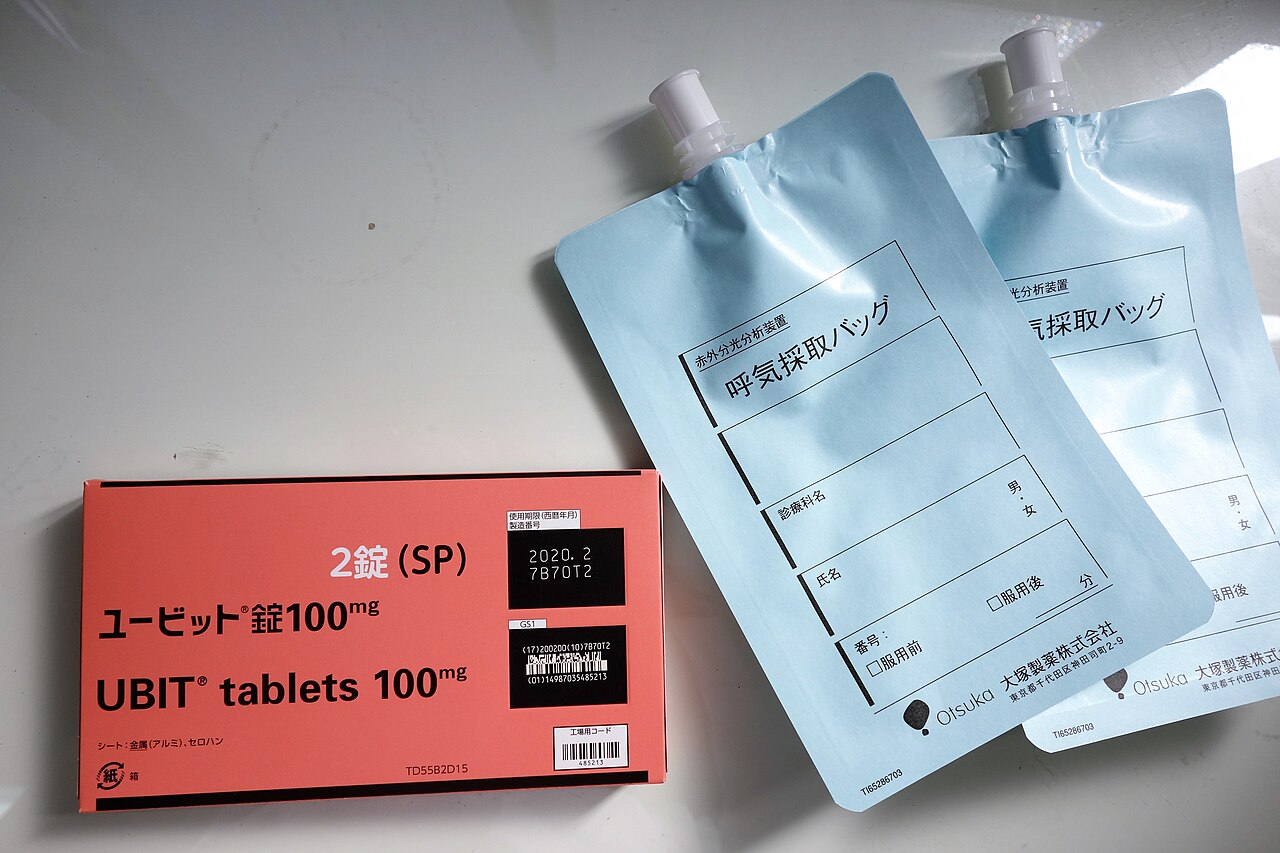 2錠 (SP)
ユービット®錠100mg
UBIT® tablets 100mg
シート:金属(アルミ)、セロハン
紙 箱
TD55B2D15
使用期限(西暦年月)
製造番号
2020. 2
7B70T2
GS1
(17)200200(10)7B70T2
(01)14987035485213
工場用コード
485213
赤外分光分析装置
呼気採取バッグ
診療科名
氏名
男・女
番号:
□服用前
□服用後 分
Otsuka 大塚製薬株式会社
東京都千代田区神田司町2-9
TI65286703
光分析装置
気採取バッグ
男・女
服用後
Otsuka 大塚製薬株式会
東京都千代田区神田
TI65286703